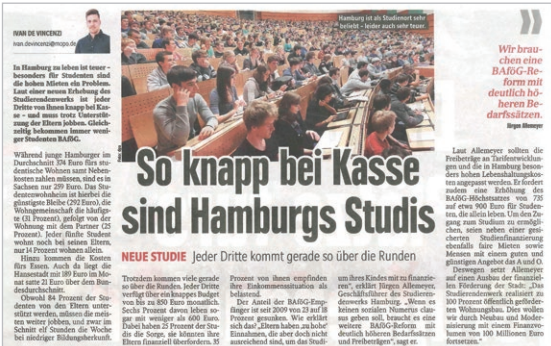 IVAN DE VINCENZI
ivan.devincenzi@mopo.de
In Hamburg zu leben ist teuer –
besonders für Studenten sind
die hohen Mieten ein Problem.
Laut einer neuen Erhebung des
Studierendenwerks ist jeder
Dritte von ihnen knapp bei Kas-
se – und muss trotz Unterstüt-
zung der Eltern jobben. Gleich-
zeitig bekommen immer weni-
ger Studenten BAföG.
Während junge Hamburger im
Durchschnitt 374 Euro fürs stu-
dentische Wohnen samt Neben-
kosten zahlen müssen, sind es in
Sachsen nur 259 Euro. Das Stu-
dentenwohnheim ist hierbei die
günstigste Bleibe (292 Euro), die
Wohngemeinschaft die häufigs-
te (31 Prozent), gefolgt von der
Wohnung mit dem Partner (25
Prozent). Jeder fünfte Student
wohnt noch bei seinen Eltern,
nur 14 Prozent wohnen allein.
Hinzu kommen die Kosten
fürs Essen. Auch da liegt die
Hansestadt mit 189 Euro im Mo-
nat satte 21 Euro über dem Bun-
desdurchschnitt.
Obwohl 84 Prozent der Stu-
denten von den Eltern unter-
stützt werden, müssen die meis-
ten weiter jobben, und zwar im
Schnitt elf Stunden die Woche
bei niedriger Bildungsherkunft.
Hamburg ist als Studienort sehr
beliebt – leider auch sehr teuer.
So knapp bei Kasse
sind Hamburgs Studis
NEUE STUDIE Jeder Dritte kommt gerade so über die Runden
Trotzdem kommen viele gerade
so über die Runden. Jeder Dritte
verfügt über ein knappes Budget
von bis zu 800 Euro monatlich.
Sechs Prozent davon leben so-
gar mit weniger als 600 Euro.
Dabei haben 25 Prozent der Stu-
dis die Sorge, sie könnten ihre
Eltern finanziell überfordern. 35
Prozent von ihnen empfinden
ihre Einkommenssituation als
belastend.
Der Anteil der BAföG-Emp-
fänger ist seit 2009 von 23 auf 18
Prozent gesunken. Wie erklärt
sich das? „Eltern haben ‚zu hohe‘
Einnahmen, die aber doch nicht
ausreichend sind, um das Studi-
um ihres Kindes mit zu finanzie-
ren“, erklärt Jürgen Allemeyer,
Geschäftsführer des Studieren-
denwerks Hamburg. „Wenn es
keinen sozialen Numerus clau-
sus geben soll, braucht es eine
weitere BAföG-Reform mit
deutlich höheren Bedarfssätzen
und Freibeträgen“, sagt er.
Wir brau-
chen eine
BAföG-Re-
form mit
deutlich hö-
heren Be-
darfssätzen.
Jürgen Allemeyer
Laut Allemeyer sollten die
Freibeträge an Tarifentwicklun-
gen und die in Hamburg beson-
ders hohen Lebenshaltungskos-
ten angepasst werden. Er fordert
zudem eine Erhöhung des
BAföG-Höchstsatzes von 735
auf etwa 900 Euro für Studen-
ten, die allein leben. Um den Zu-
gang zum Studium zu ermögli-
chen, seien neben einer gesi-
cherten Studienfinanzierung
ebenfalls faire Mieten sowie
Mensen mit einem guten und
günstigen Angebot das A und O.
Deswegen setzt Allemeyer
auf einen Ausbau der finanziel-
len Förderung der Stadt: „Das
Studierendenwerk realisiert zu
100 Prozent öffentlich geförder-
ten Wohnungsbau. Dies wollen
wir durch Neubau und Moder-
nisierung mit einem Finanzvo-
lumen von 100 Millionen Euro
fortsetzen.“